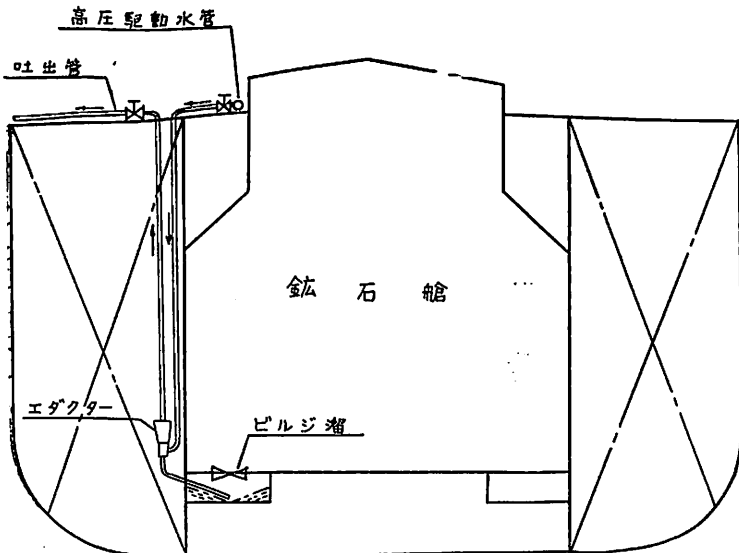 高圧駆動水管
吐出管
鉱石艙
エダクター
ビルジ溜